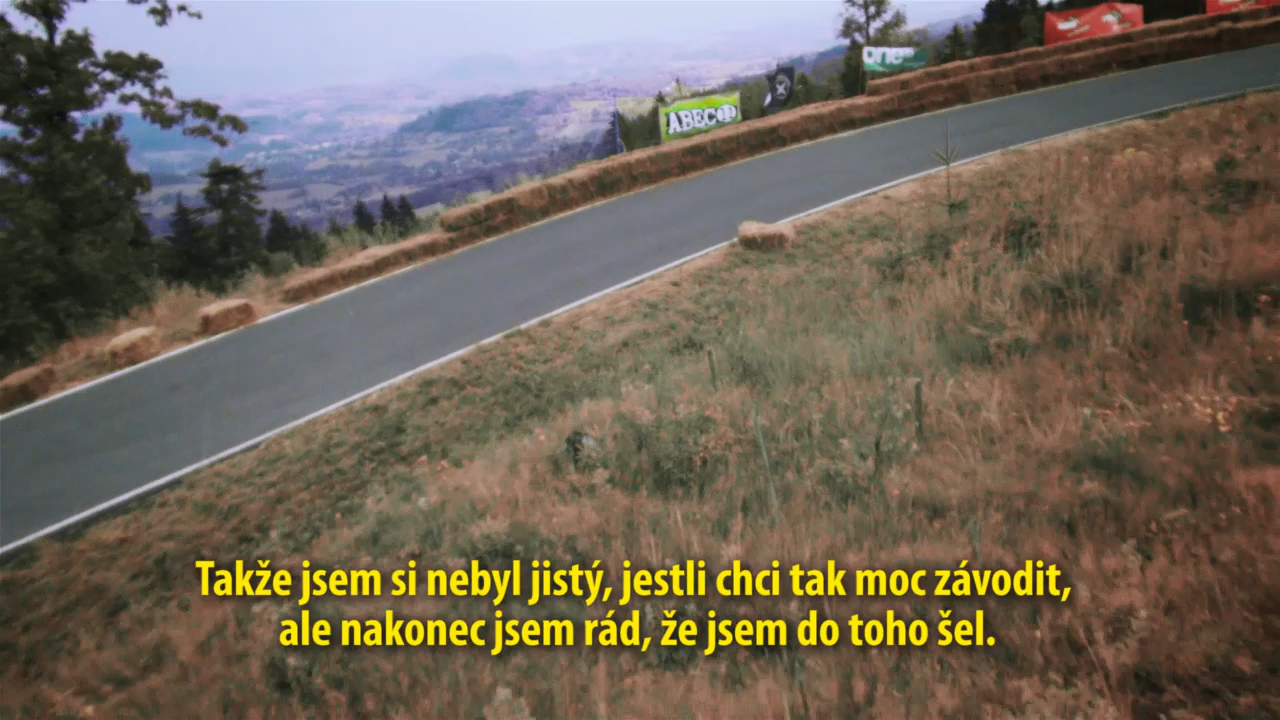 one
ABEC
Takže jsem si nebyl jistý, jestli chci tak moc závodit,
ale nakonec jsem rád, že jsem do toho šel.